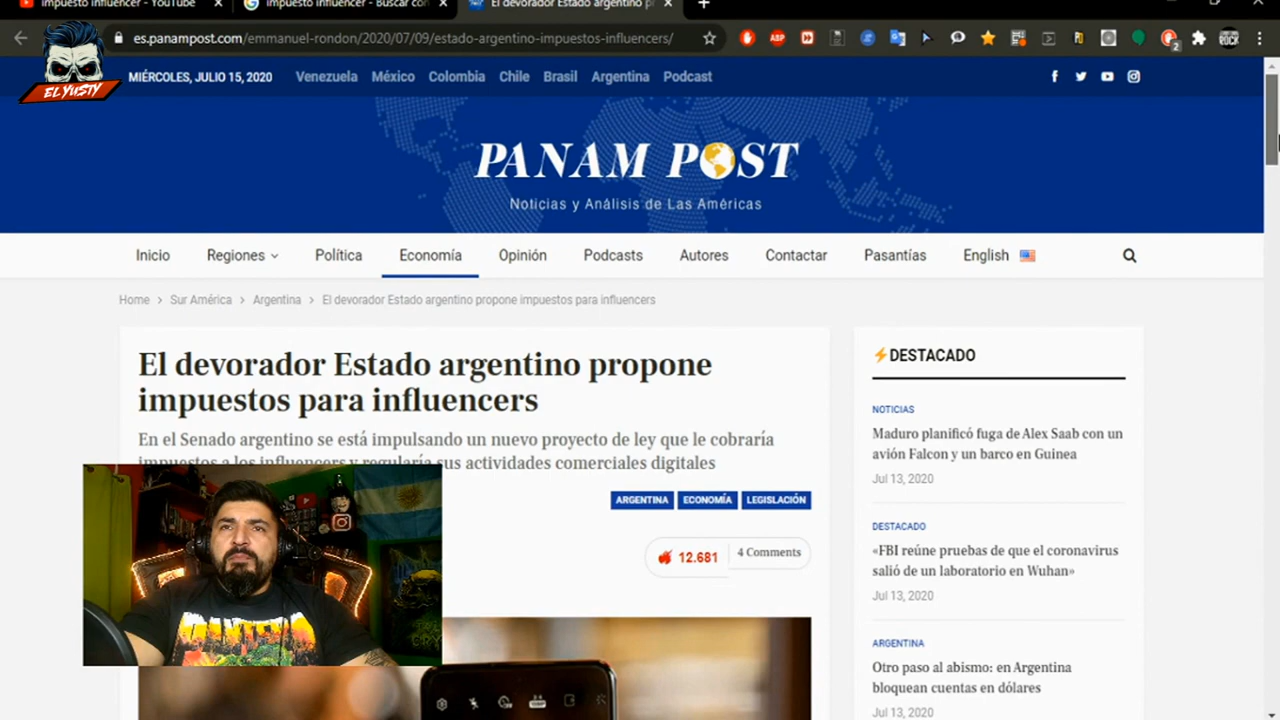 impuesto influencer - YouTube
impuesto influencer - Buscar con
El devorador Estado argentino p
es.panampost.com/emmanuel-rondon/2020/07/09/estado-argentino-impuestos-influencers/
EL YUSTY
MIÉRCOLES, JULIO 15, 2020
Venezuela México Colombia Chile Brasil Argentina Podcast
PANAM POST
Noticias y Análisis de Las Américas
Inicio Regiones Política Economía Opinión Podcasts Autores Contactar Pasantías English
Home > Sur América > Argentina > El devorador Estado argentino propone impuestos para influencers
El devorador Estado argentino propone
impuestos para influencers
En el Senado argentino se está impulsando un nuevo proyecto de ley que le cobraría
impuestos a los influencers y regularía sus actividades comerciales digitales
ARGENTINA ECONOMÍA LEGISLACIÓN
12.681 4 Comments
DESTACADO
NOTICIAS
Maduro planificó fuga de Alex Saab con un
avión Falcon y un barco en Guinea
Jul 13, 2020
DESTACADO
«FBI reúne pruebas de que el coronavirus
salió de un laboratorio en Wuhan»
Jul 13, 2020
ARGENTINA
Otro paso al abismo: en Argentina
bloquean cuentas en dólares
Jul 13, 2020